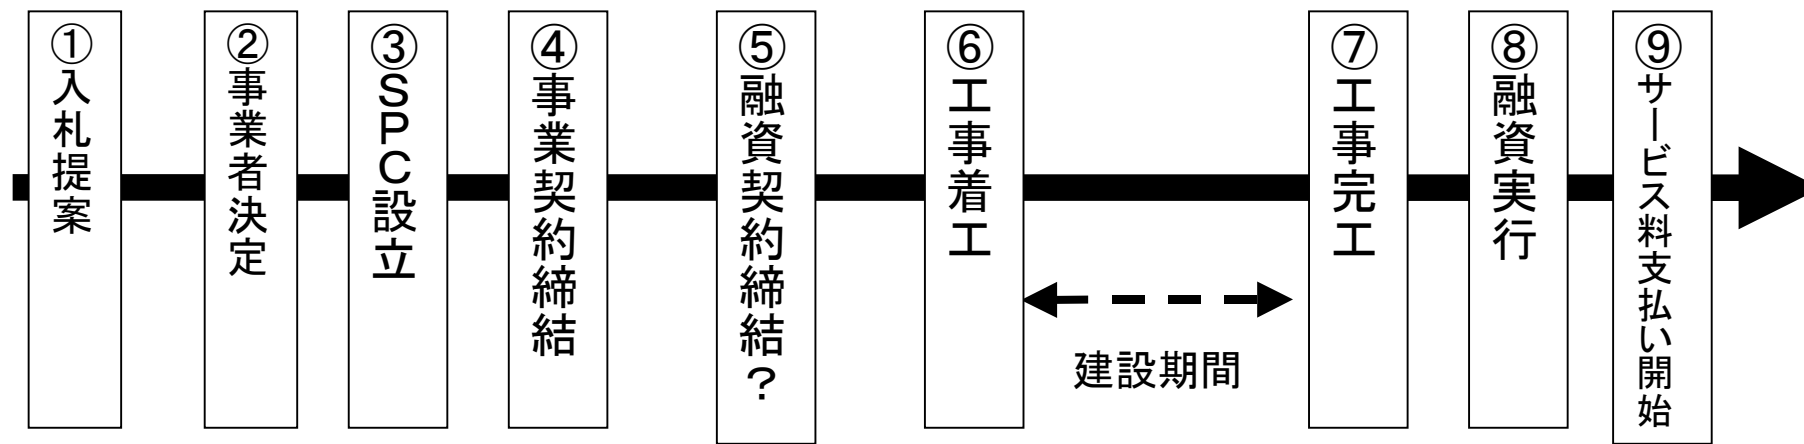 ①入札提案
②事業者決定
③ＳＰＣ設立
④事業契約締結
⑤融資契約締結？
⑥工事着工
建設期間
⑦工事完工
⑧融資実行
⑨サービス料支払い開始